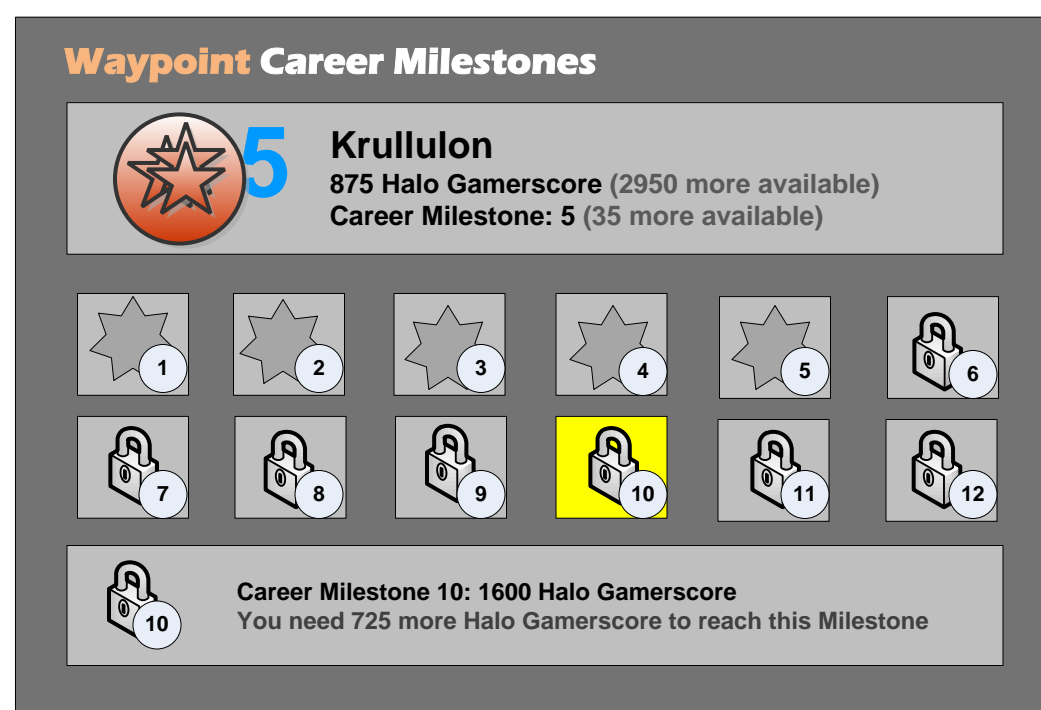 Waypoint Career Milestones
5
Krullulon
875 Halo Gamerscore (2950 more available)
Career Milestone: 5 (35 more available)
1
2
3
4
5
6
7
8
9
10
11
12
10
Career Milestone 10: 1600 Halo Gamerscore
You need 725 more Halo Gamerscore to reach this Milestone